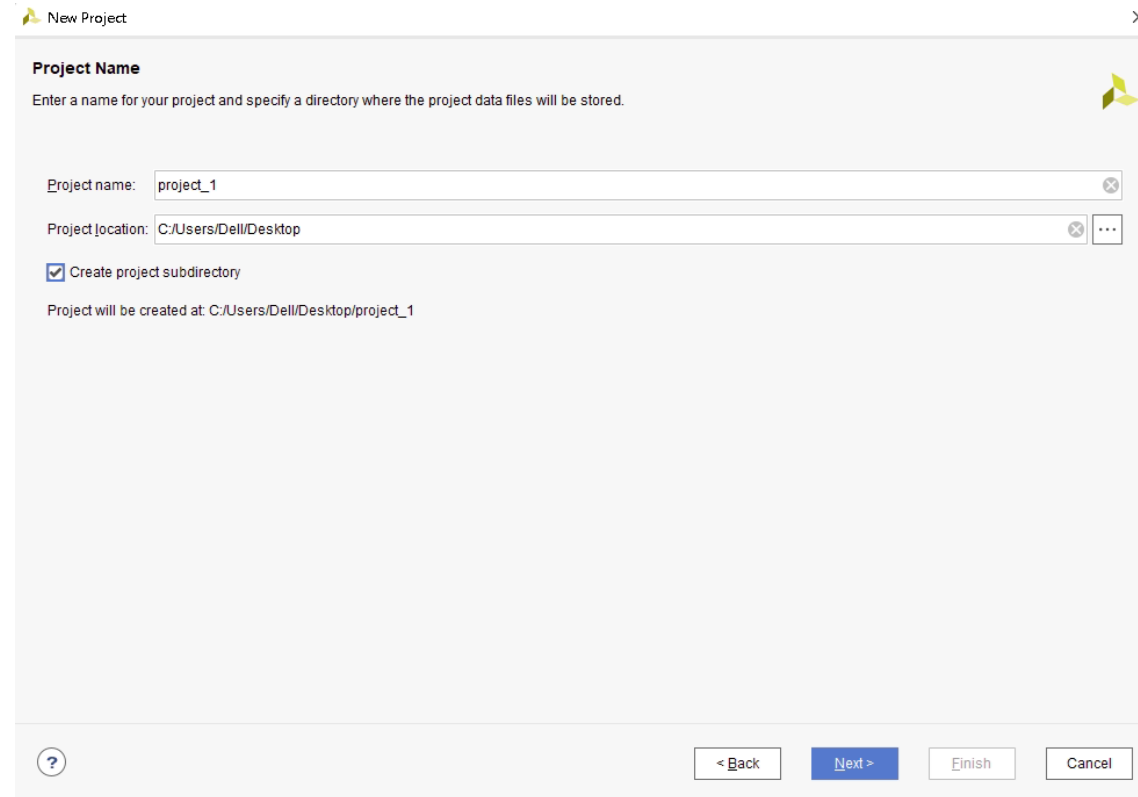 New Project
Project Name
Enter a name for your project and specify a directory where the project data files will be stored.
Project name: project_1
Project location: C:/Users/Dell/Desktop ...
Create project subdirectory
Project will be created at: C:/Users/Dell/Desktop/project_1
? < Back Next > Finish Cancel